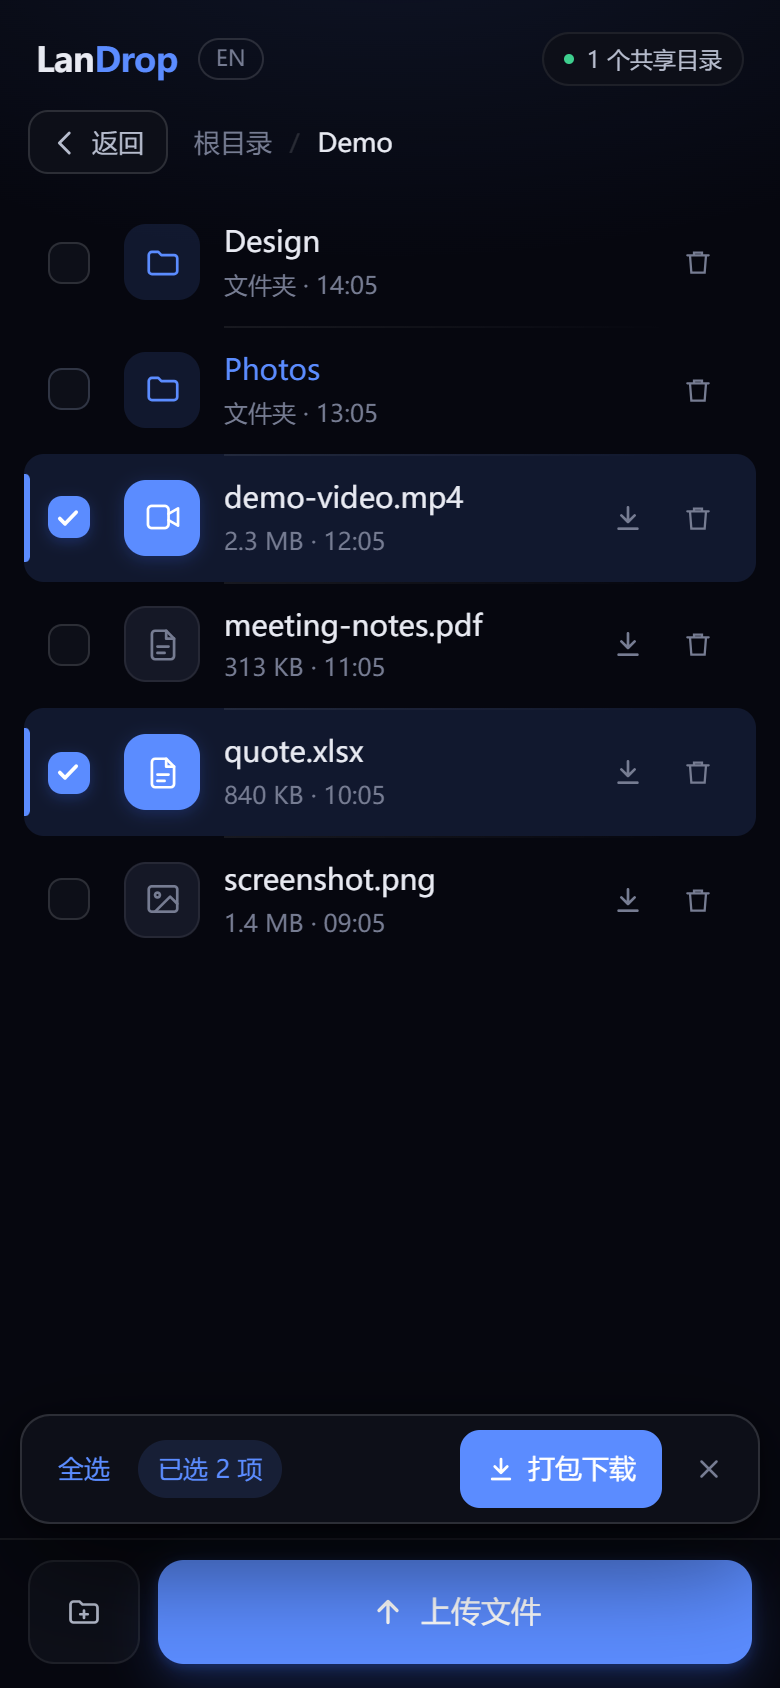 LanDrop EN 1 个共享目录
返回 根目录 / Demo
Design
文件夹 · 14:05
Photos
文件夹 · 13:05
demo-video.mp4
2.3 MB · 12:05
meeting-notes.pdf
313 KB · 11:05
quote.xlsx
840 KB · 10:05
screenshot.png
1.4 MB · 09:05
全选 已选 2 项 打包下载
上传文件